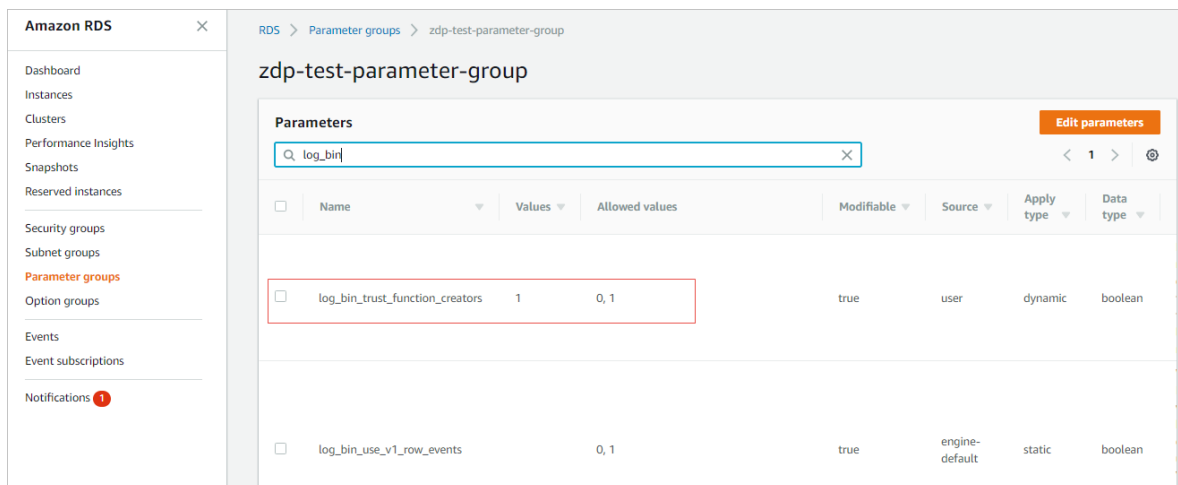 Amazon RDS
Dashboard
Instances
Clusters
Performance Insights
Snapshots
Reserved instances
Security groups
Subnet groups
Parameter groups
Option groups
Events
Event subscriptions
Notifications 1
RDS > Parameter groups > zdp-test-parameter-group
zdp-test-parameter-group
Parameters
Edit parameters
log_bin
< 1 >
Name Values Allowed values Modifiable Source Apply type Data type
log_bin_trust_function_creators 1 0, 1 true user dynamic boolean
log_bin_use_v1_row_events 0, 1 true engine-default static boolean